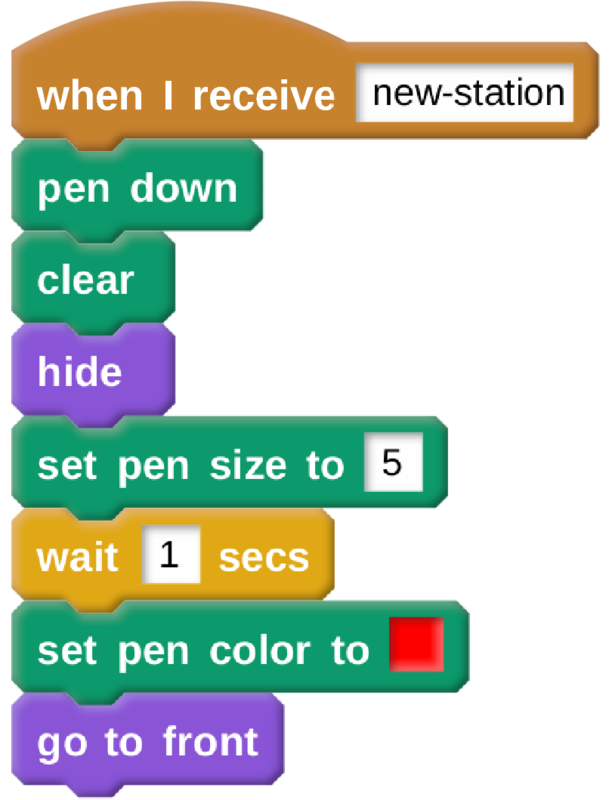 when I receive new-station
pen down
clear
hide
set pen size to 5
wait 1 secs
set pen color to
go to front